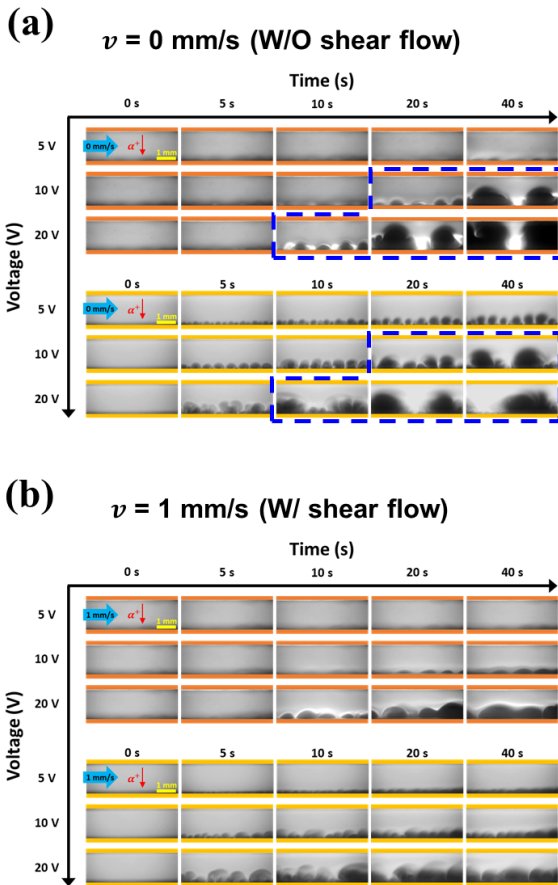 (a)
𝑣 = 0 mm/s (W/O shear flow)
Time (s)
0 s 5 s 10 s 20 s 40 s
5 V 0 mm/s α⁺ 1 mm
10 V
20 V
Voltage (V)
0 s 5 s 10 s 20 s 40 s
5 V 0 mm/s α⁺ 1 mm
10 V
20 V
(b)
𝑣 = 1 mm/s (W/ shear flow)
Time (s)
0 s 5 s 10 s 20 s 40 s
5 V 1 mm/s α⁺ 1 mm
10 V
20 V
Voltage (V)
0 s 5 s 10 s 20 s 40 s
5 V 1 mm/s α⁺ 1 mm
10 V
20 V